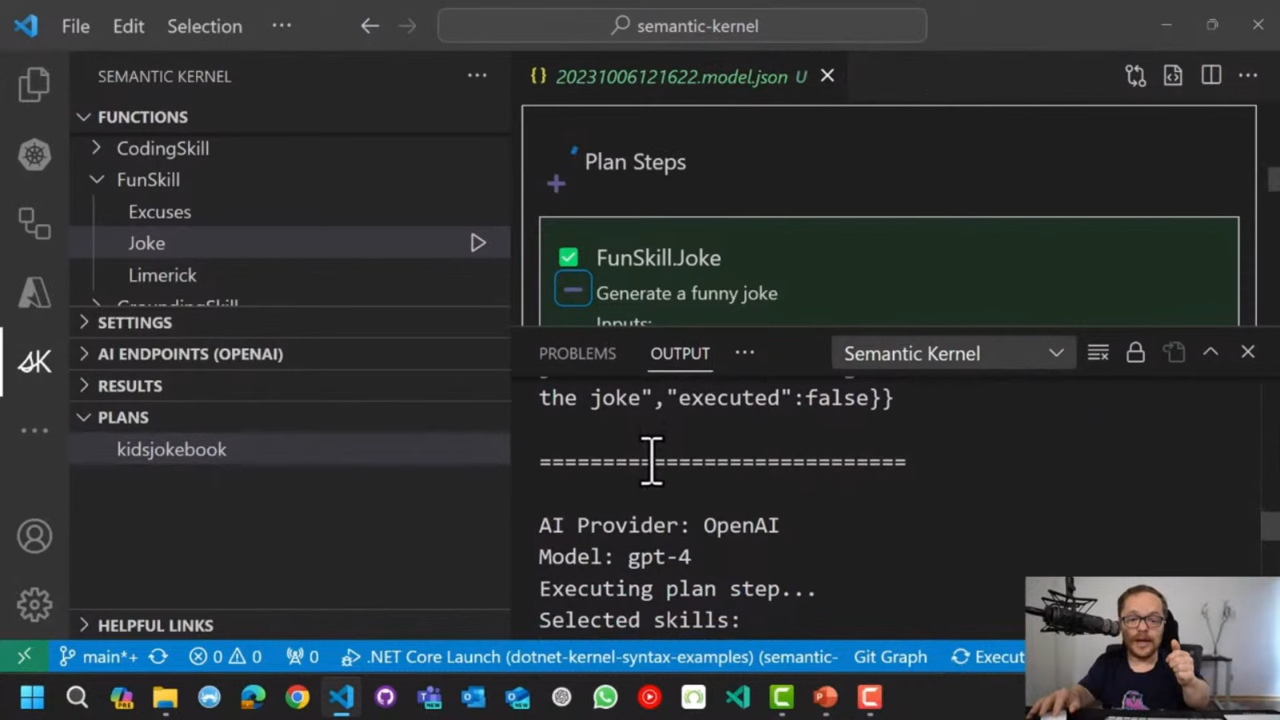 File Edit Selection ··· semantic-kernel
SEMANTIC KERNEL ···
FUNCTIONS
CodingSkill
FunSkill
Excuses
Joke
Limerick
GroundingSkill
SETTINGS
AI ENDPOINTS (OPENAI)
RESULTS
PLANS
kidsjokebook
HELPFUL LINKS
{} 20231006121622.model.json U
Plan Steps
FunSkill.Joke
Generate a funny joke
Inputs:
PROBLEMS OUTPUT ··· Semantic Kernel
the joke","executed":false}}
=============================
AI Provider: OpenAI
Model: gpt-4
Executing plan step...
Selected skills:
main*+ 0 0 0 .NET Core Launch (dotnet-kernel-syntax-examples) (semantic- Git Graph Execut